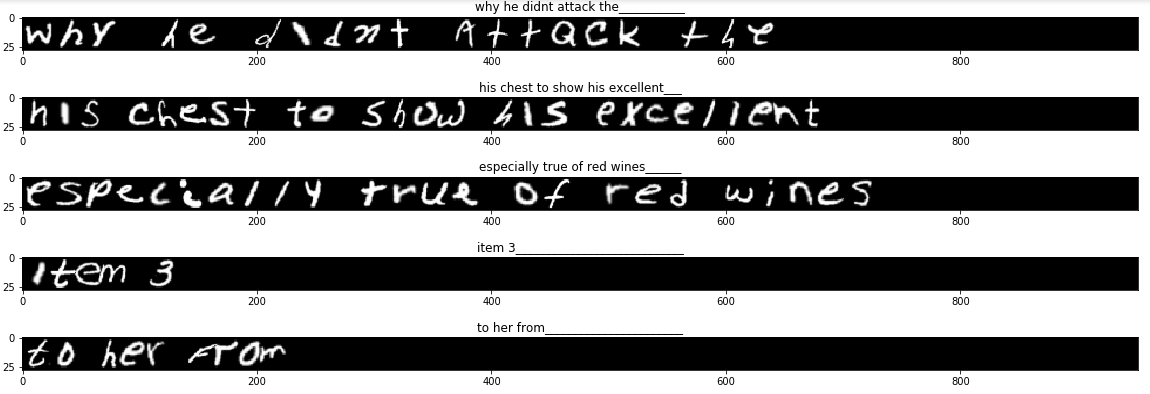 why he didnt attack the___________
0
25
why he didnt Attack the
0 200 400 600 800
his chest to show his excellent___
0
25
his chest to show his excellent
0 200 400 600 800
especially true of red wines______
0
25
especially true of red wines
0 200 400 600 800
item 3____________________________
0
25
item 3
0 200 400 600 800
to her from_______________________
0
25
to her from
0 200 400 600 800